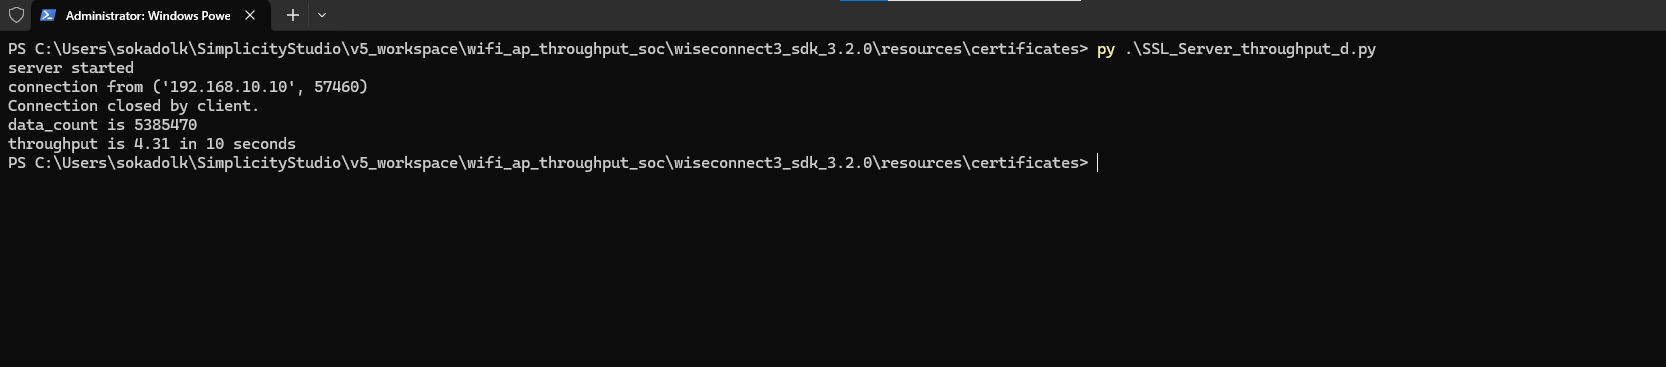 Administrator: Windows Powe
PS C:\Users\sokadolk\SimplicityStudio\v5_workspace\wifi_ap_throughput_soc\wiseconnect3_sdk_3.2.0\resources\certificates> py .\SSL_Server_throughput_d.py
server started
connection from ('192.168.10.10', 57460)
Connection closed by client.
data_count is 5385470
throughput is 4.31 in 10 seconds
PS C:\Users\sokadolk\SimplicityStudio\v5_workspace\wifi_ap_throughput_soc\wiseconnect3_sdk_3.2.0\resources\certificates>